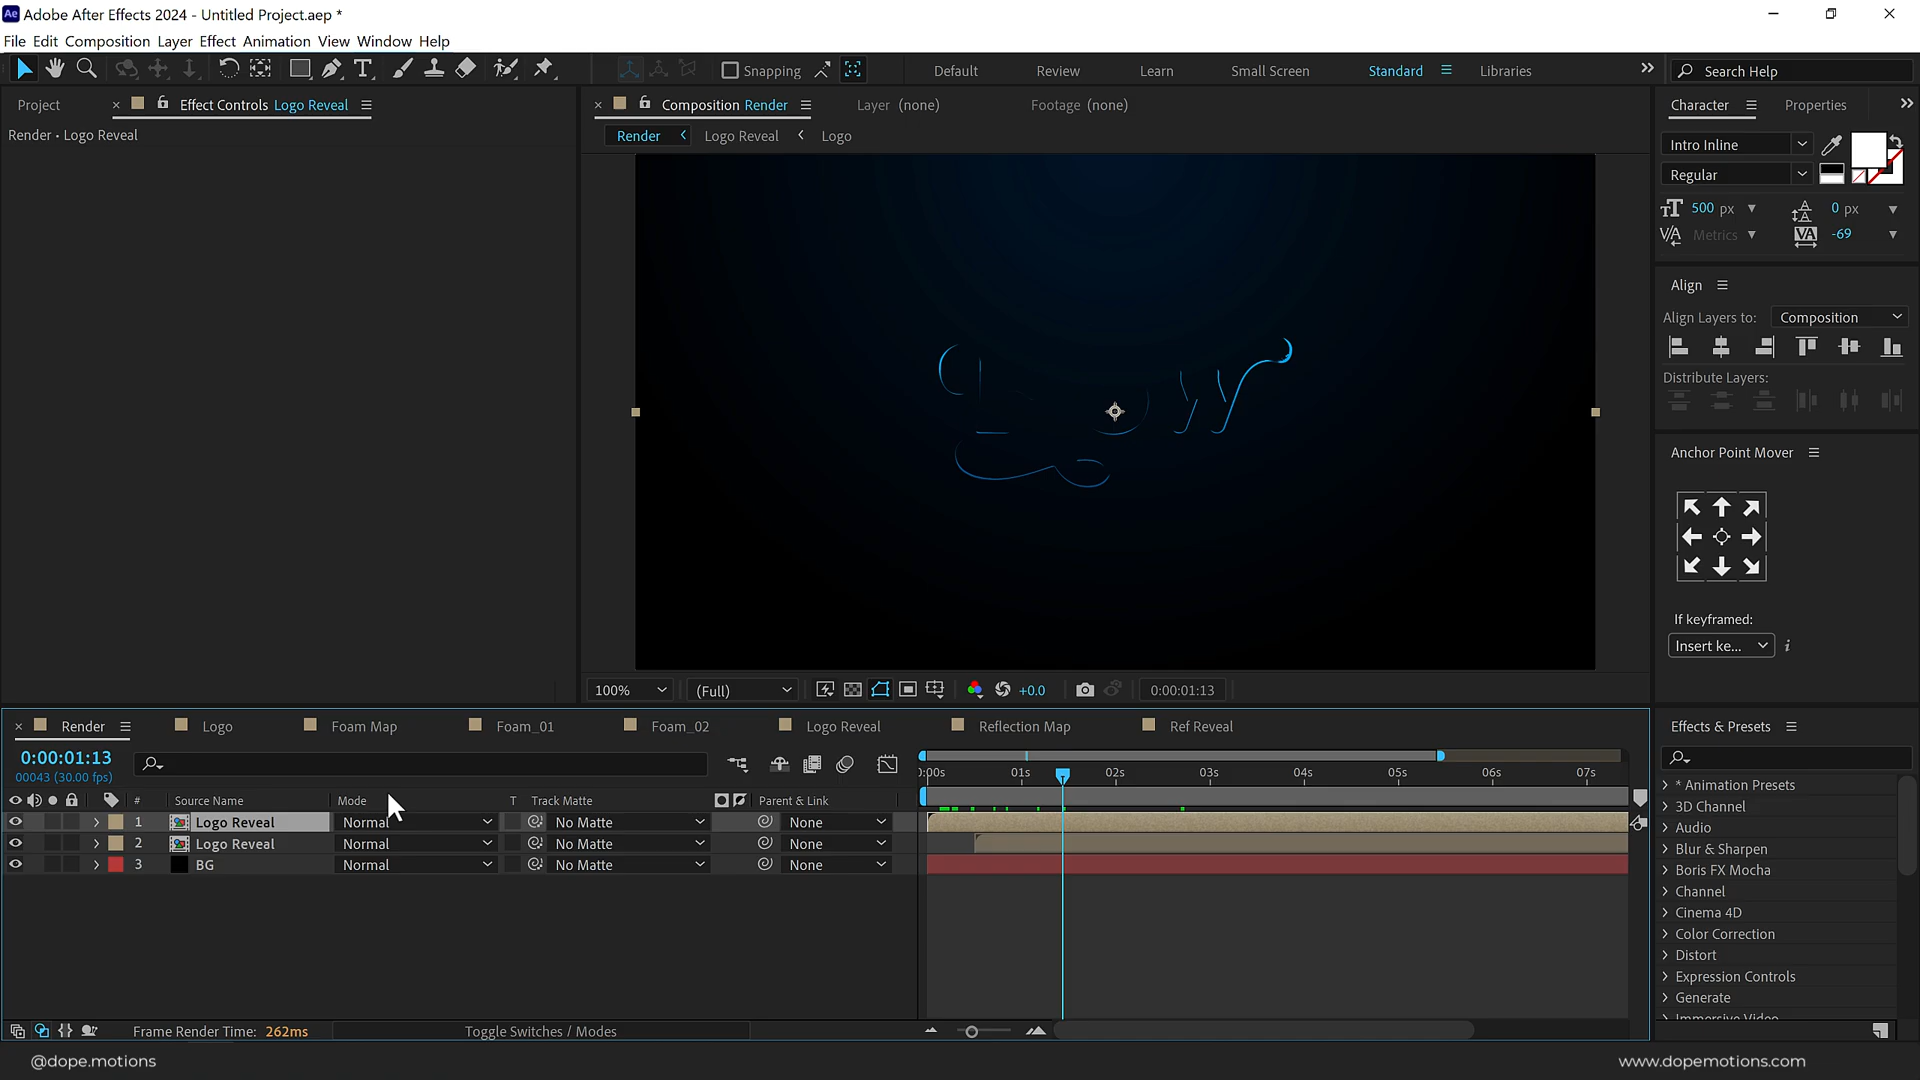 Adobe After Effects 2024 - Untitled Project.aep *
File Edit Composition Layer Effect Animation View Window Help
Snapping
Default Review Learn Small Screen Standard Libraries
Search Help
Project
Effect Controls Logo Reveal
Composition Render
Layer (none)
Footage (none)
Character
Properties
Render • Logo Reveal
Render Logo Reveal Logo
Intro Inline
Regular
500 px
0 px
Metrics
-69
Align
Align Layers to: Composition
Distribute Layers:
Anchor Point Mover
If keyframed:
Insert ke...
100% (Full) +0.0 0:00:01:13
Render Logo Foam Map Foam_01 Foam_02 Logo Reveal Reflection Map Ref Reveal
Effects & Presets
0:00:01:13
00043 (30.00 fps)
01s 02s 03s 04s 05s 06s 07s
# Source Name Mode T Track Matte Parent & Link
1 Logo Reveal Normal No Matte None
2 Logo Reveal Normal No Matte None
3 BG Normal No Matte None
* Animation Presets
3D Channel
Audio
Blur & Sharpen
Boris FX Mocha
Channel
Cinema 4D
Color Correction
Distort
Expression Controls
Generate
Immersive Video
Frame Render Time: 262ms
Toggle Switches / Modes
@dope.motions
www.dopemotions.com